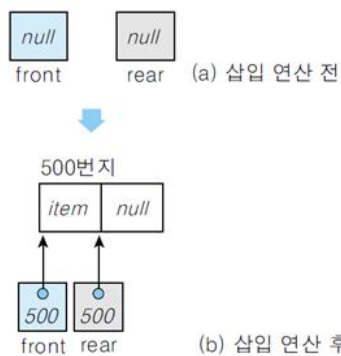 null null
front rear (a) 삽입 연산 전
500번지
item null
500 500
front rear (b) 삽입 연산 후